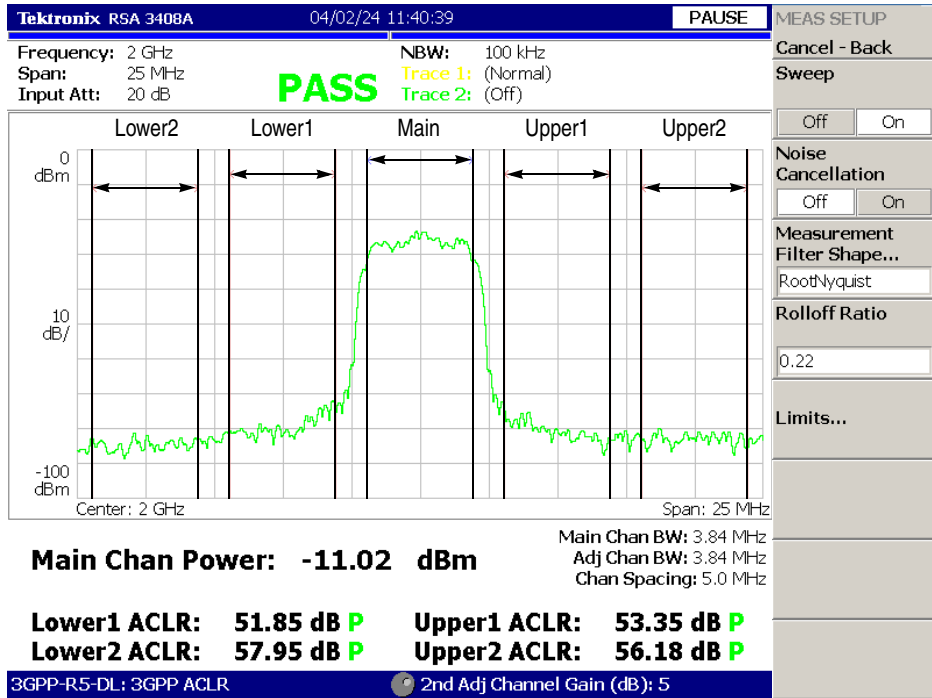 Tektronix RSA 3408A 04/02/24 11:40:39 PAUSE MEAS SETUP
Cancel - Back
Frequency: 2 GHz
Span: 25 MHz
Input Att: 20 dB
PASS
NBW: 100 kHz
Trace 1: (Normal)
Trace 2: (Off)
Sweep
Off On
Noise
Cancellation
Off On
Measurement
Filter Shape...
RootNyquist
Rolloff Ratio
0.22
Limits...
Lower2 Lower1 Main Upper1 Upper2
0
dBm
10
dB/
-100
dBm
Center: 2 GHz Span: 25 MHz
Main Chan Power: -11.02 dBm
Main Chan BW: 3.84 MHz
Adj Chan BW: 3.84 MHz
Chan Spacing: 5.0 MHz
Lower1 ACLR: 51.85 dB P Upper1 ACLR: 53.35 dB P
Lower2 ACLR: 57.95 dB P Upper2 ACLR: 56.18 dB P
3GPP-R5-DL: 3GPP ACLR 2nd Adj Channel Gain (dB): 5